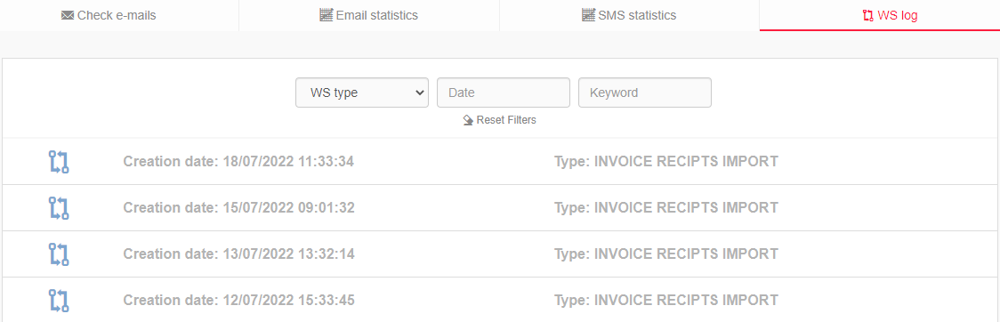 Check e-mails
Email statistics
SMS statistics
WS log
WS type
Date
Keyword
Reset Filters
Creation date: 18/07/2022 11:33:34 Type: INVOICE RECIPTS IMPORT
Creation date: 15/07/2022 09:01:32 Type: INVOICE RECIPTS IMPORT
Creation date: 13/07/2022 13:32:14 Type: INVOICE RECIPTS IMPORT
Creation date: 12/07/2022 15:33:45 Type: INVOICE RECIPTS IMPORT